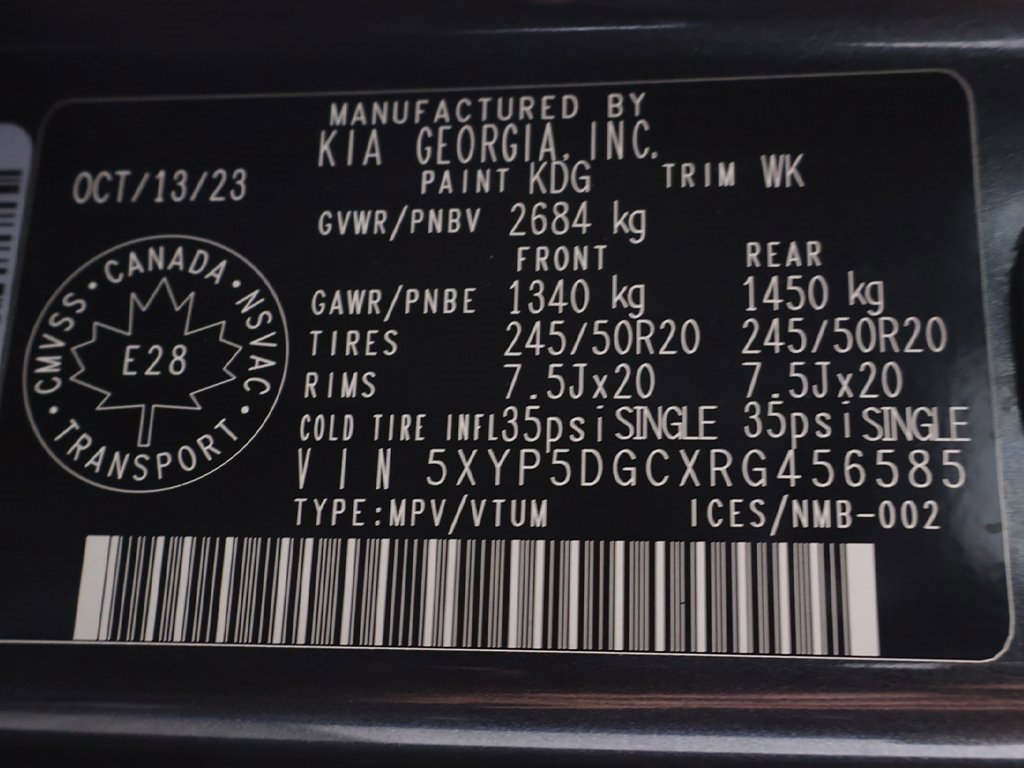 MANUFACTURED BY
KIA GEORGIA, INC.
OCT/13/23
PAINT KDG TRIM WK
GVWR/PNBV 2684 kg
FRONT REAR
GAWR/PNBE 1340 kg 1450 kg
TIRES 245/50R20 245/50R20
RIMS 7.5Jx20 7.5Jx20
COLD TIRE INFL 35psi SINGLE 35psi SINGLE
VIN 5XYP5DGCXRG456585
TYPE:MPV/VTUM ICES/NMB-002
CANADA · NSVAC · TRANSPORT · CMVSS ·
E28